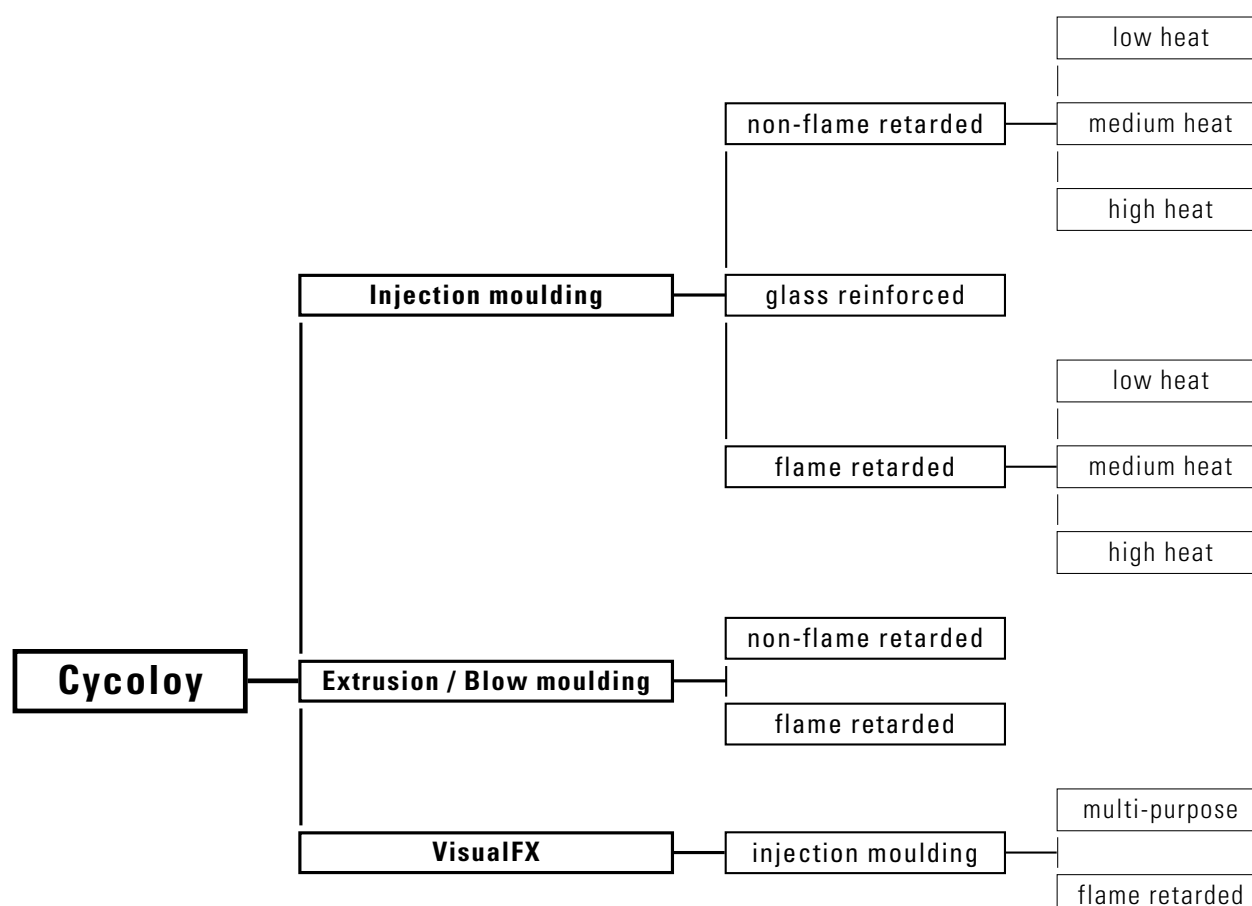 low heat
non-flame retarded
medium heat
high heat
Injection moulding
glass reinforced
low heat
flame retarded
medium heat
high heat
non-flame retarded
Cycoloy
Extrusion / Blow moulding
flame retarded
multi-purpose
VisualFX
injection moulding
flame retarded